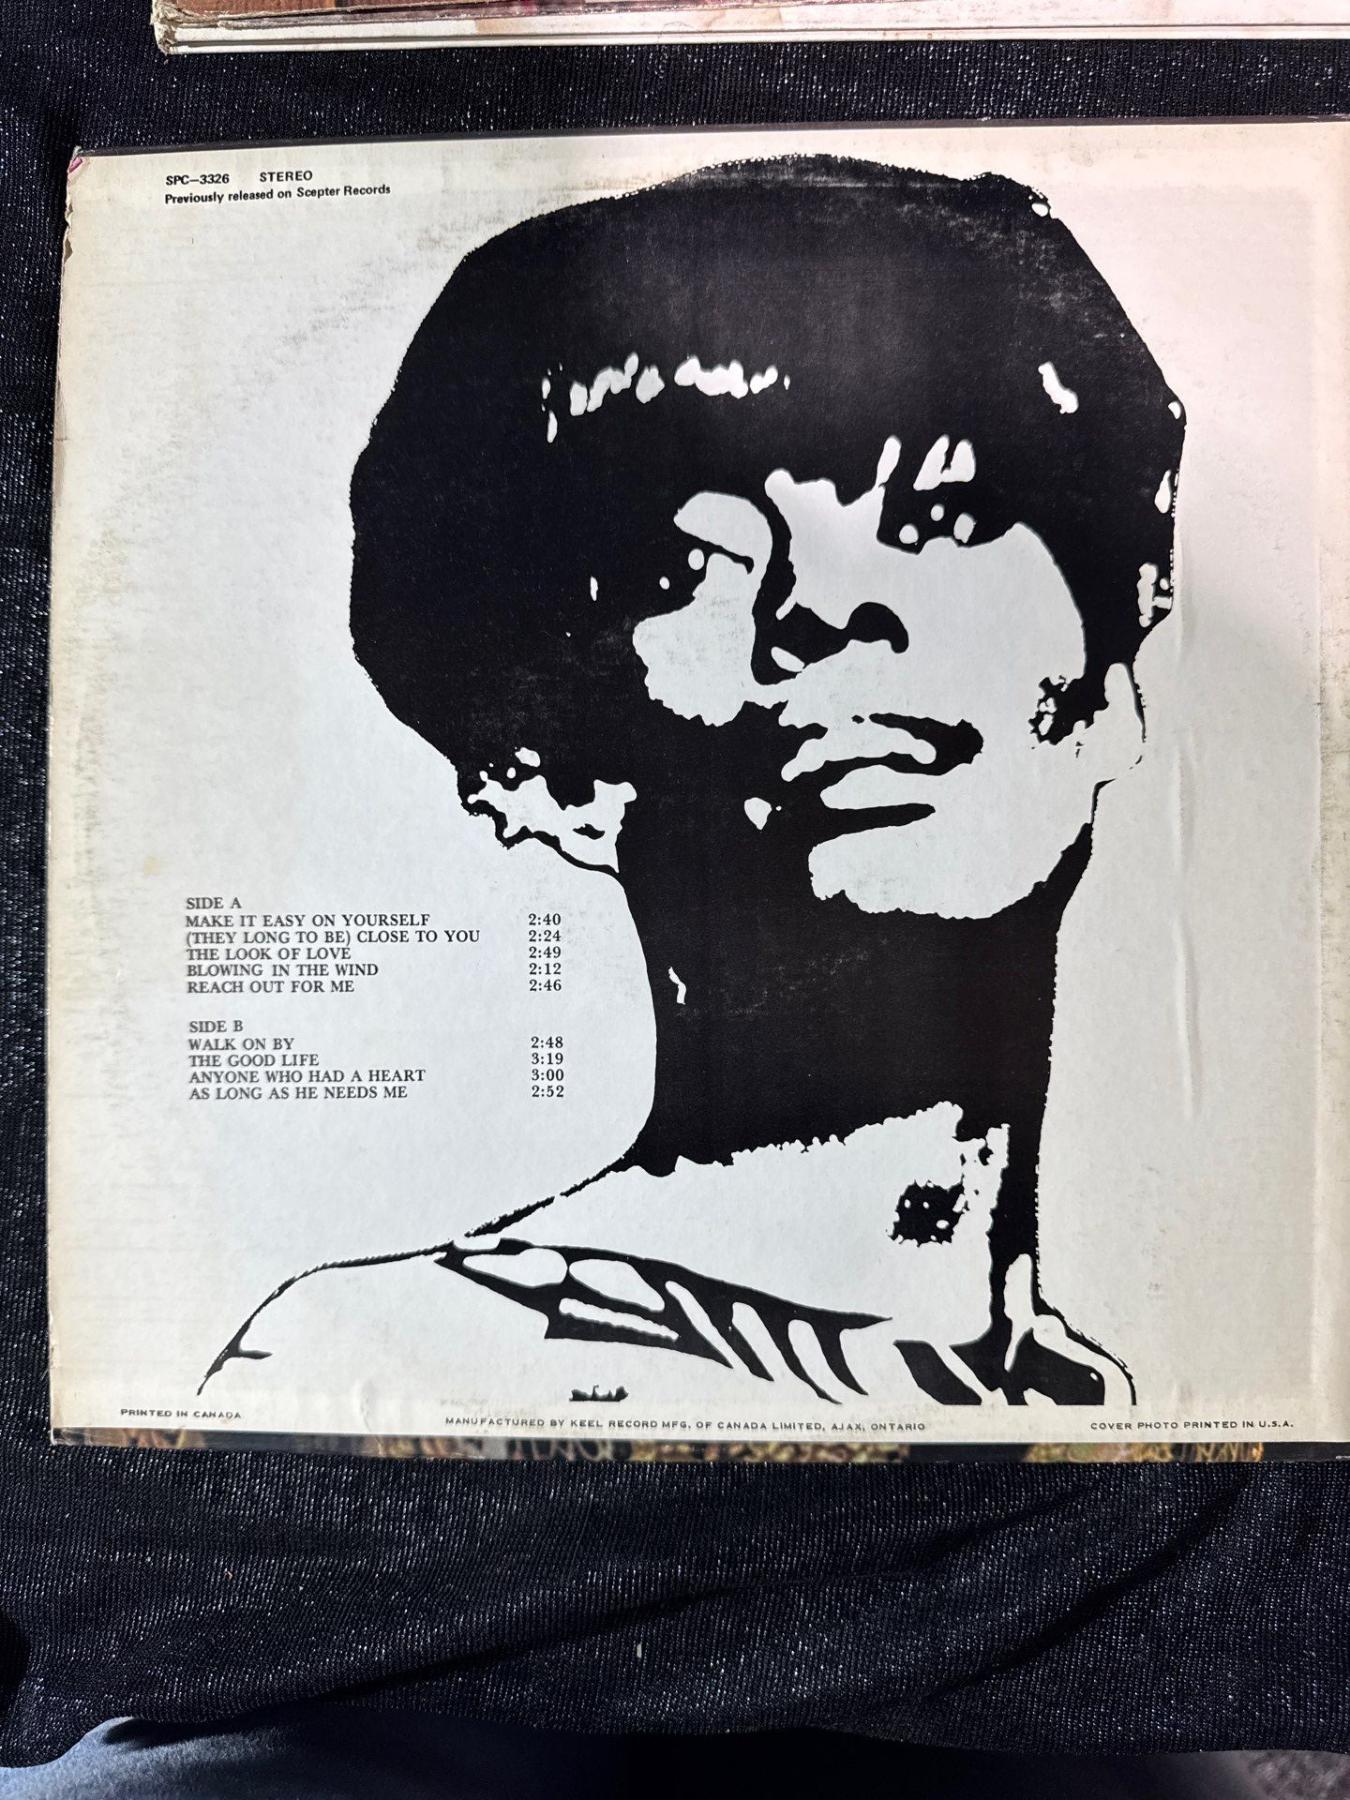 SPC—3326 STEREO
Previously released on Scepter Records
SIDE A
MAKE IT EASY ON YOURSELF 2:40
(THEY LONG TO BE) CLOSE TO YOU 2:24
THE LOOK OF LOVE 2:49
BLOWING IN THE WIND 2:12
REACH OUT FOR ME 2:46
SIDE B
WALK ON BY 2:48
THE GOOD LIFE 3:19
ANYONE WHO HAD A HEART 3:00
AS LONG AS HE NEEDS ME 2:52
PRINTED IN CANADA
MANUFACTURED BY KEEL RECORD MFG. OF CANADA LIMITED, AJAX, ONTARIO
COVER PHOTO PRINTED IN U.S.A.